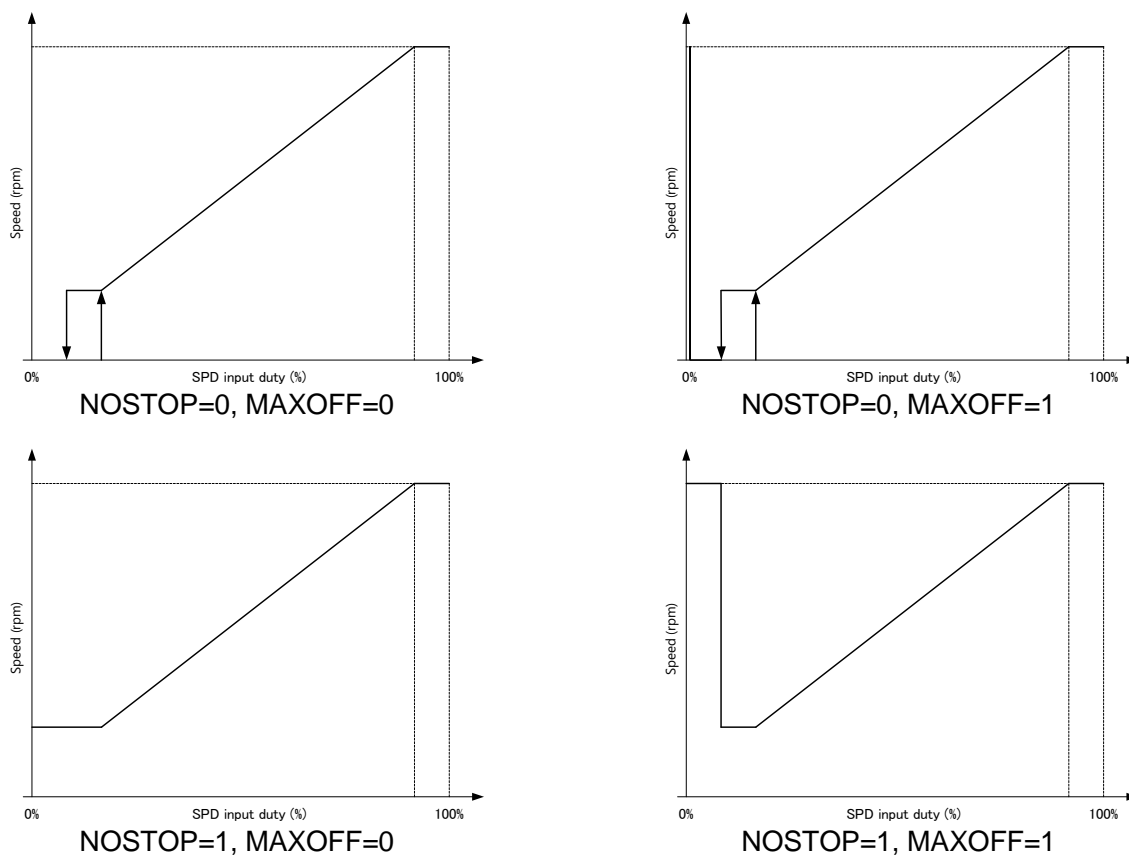 Speed (rpm)
0%
SPD input duty (%)
100%
NOSTOP=0, MAXOFF=0
Speed (rpm)
0%
SPD input duty (%)
100%
NOSTOP=0, MAXOFF=1
Speed (rpm)
0%
SPD input duty (%)
100%
NOSTOP=1, MAXOFF=0
Speed (rpm)
0%
SPD input duty (%)
100%
NOSTOP=1, MAXOFF=1